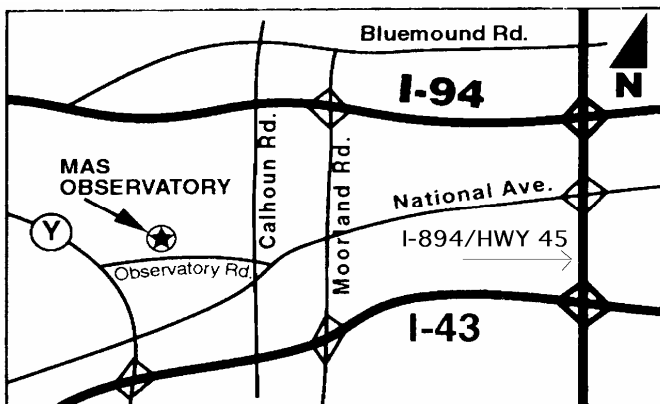 Bluemound Rd.
I-94
N
MAS
OBSERVATORY
Calhoun Rd.
Moorland Rd.
National Ave.
Y
I-894/HWY 45
Observatory Rd.
I-43